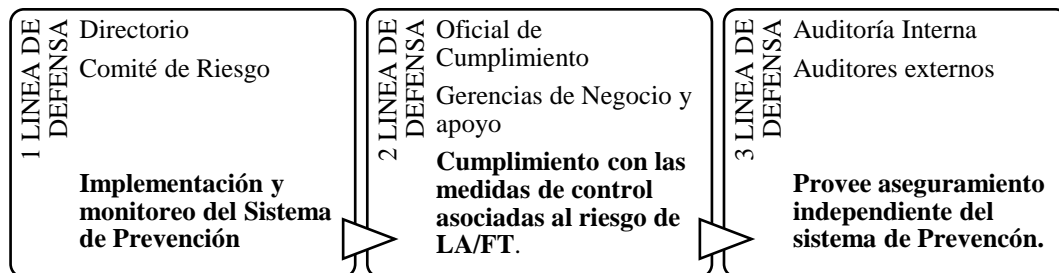 1 LINEA DE
DEFENSA
Directorio
Comité de Riesgo
Implementación y
monitoreo del Sistema
de Prevención
2 LINEA DE
DEFENSA
Oficial de
Cumplimiento
Gerencias de Negocio y
apoyo
Cumplimiento con las
medidas de control
asociadas al riesgo de
LA/FT.
3 LINEA DE
DEFENSA
Auditoría Interna
Auditores externos
Provee aseguramiento
independiente del
sistema de Prevencón.